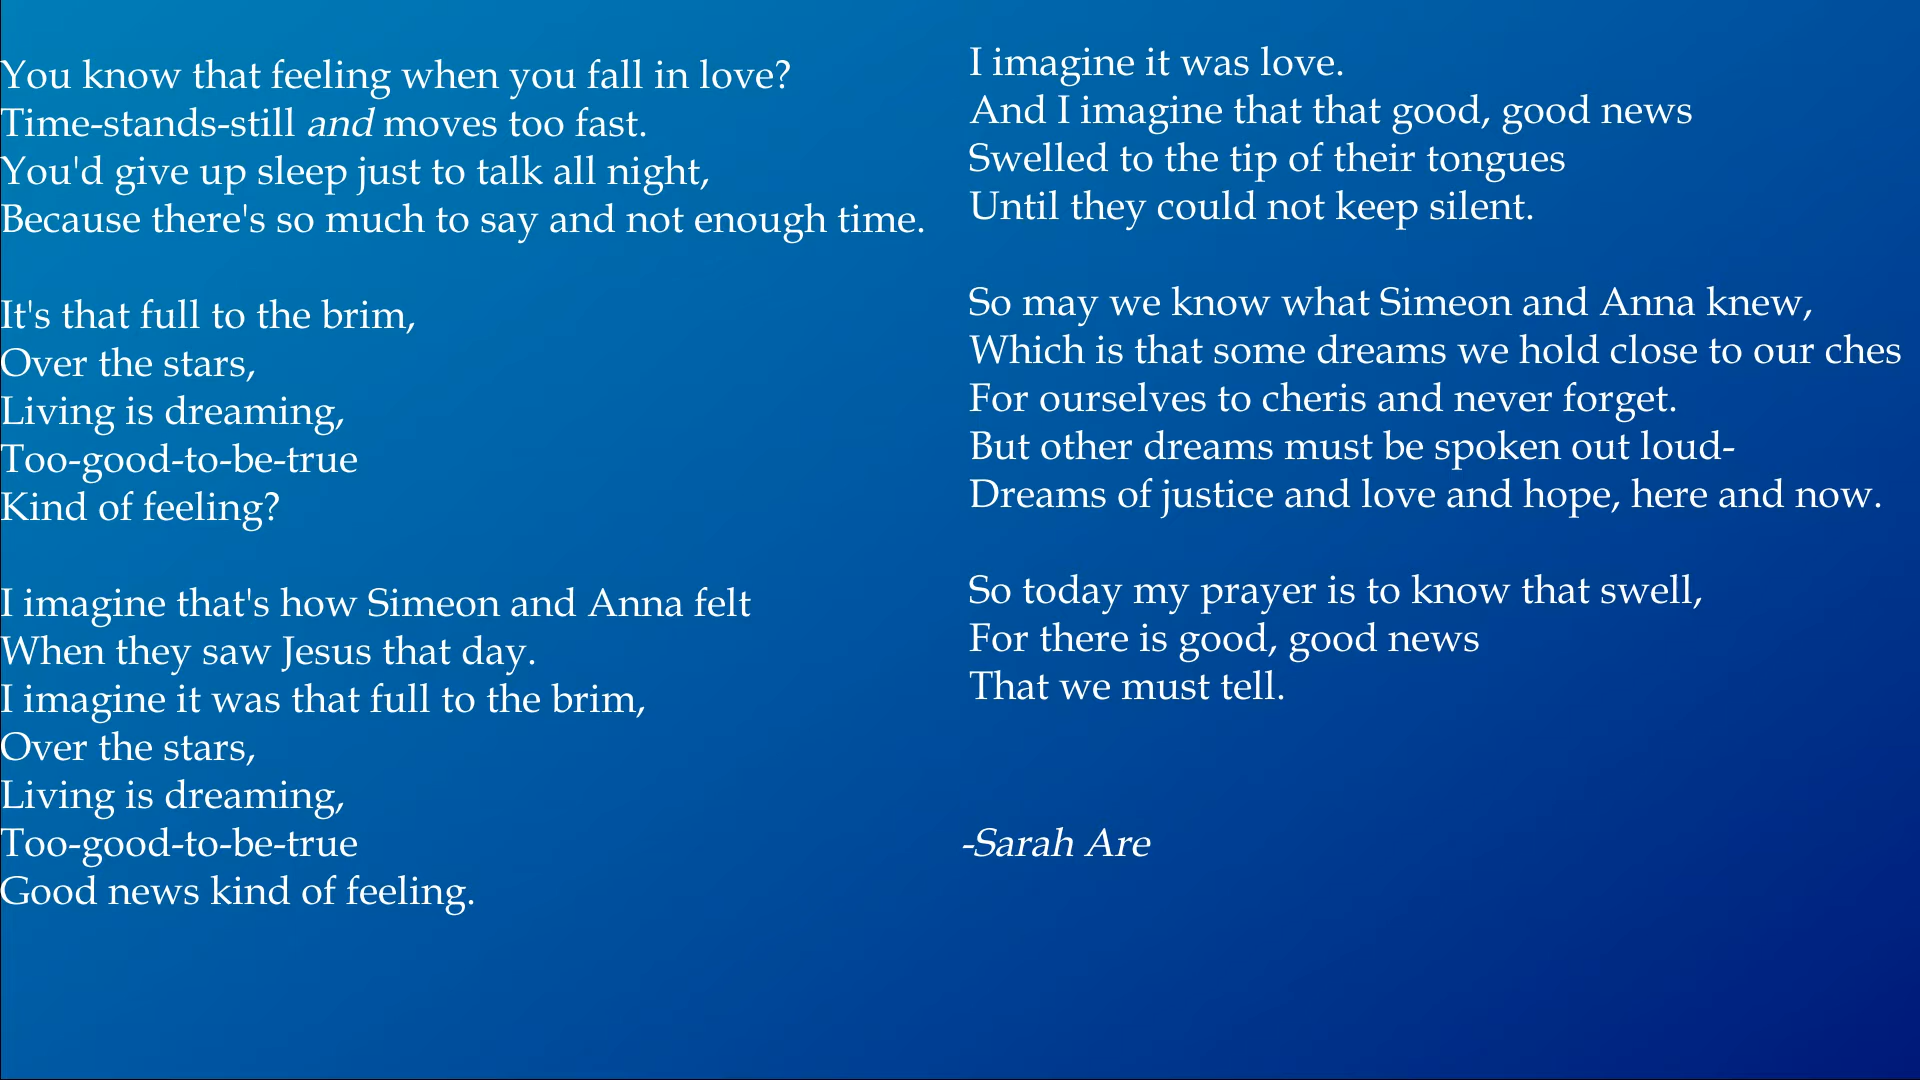 You know that feeling when you fall in love?
Time-stands-still and moves too fast.
You'd give up sleep just to talk all night,
Because there's so much to say and not enough time.

It's that full to the brim,
Over the stars,
Living is dreaming,
Too-good-to-be-true
Kind of feeling?

I imagine that's how Simeon and Anna felt
When they saw Jesus that day.
I imagine it was that full to the brim,
Over the stars,
Living is dreaming,
Too-good-to-be-true
Good news kind of feeling.

I imagine it was love.
And I imagine that that good, good news
Swelled to the tip of their tongues
Until they could not keep silent.

So may we know what Simeon and Anna knew,
Which is that some dreams we hold close to our ches
For ourselves to cheris and never forget.
But other dreams must be spoken out loud-
Dreams of justice and love and hope, here and now.

So today my prayer is to know that swell,
For there is good, good news
That we must tell.

-Sarah Are